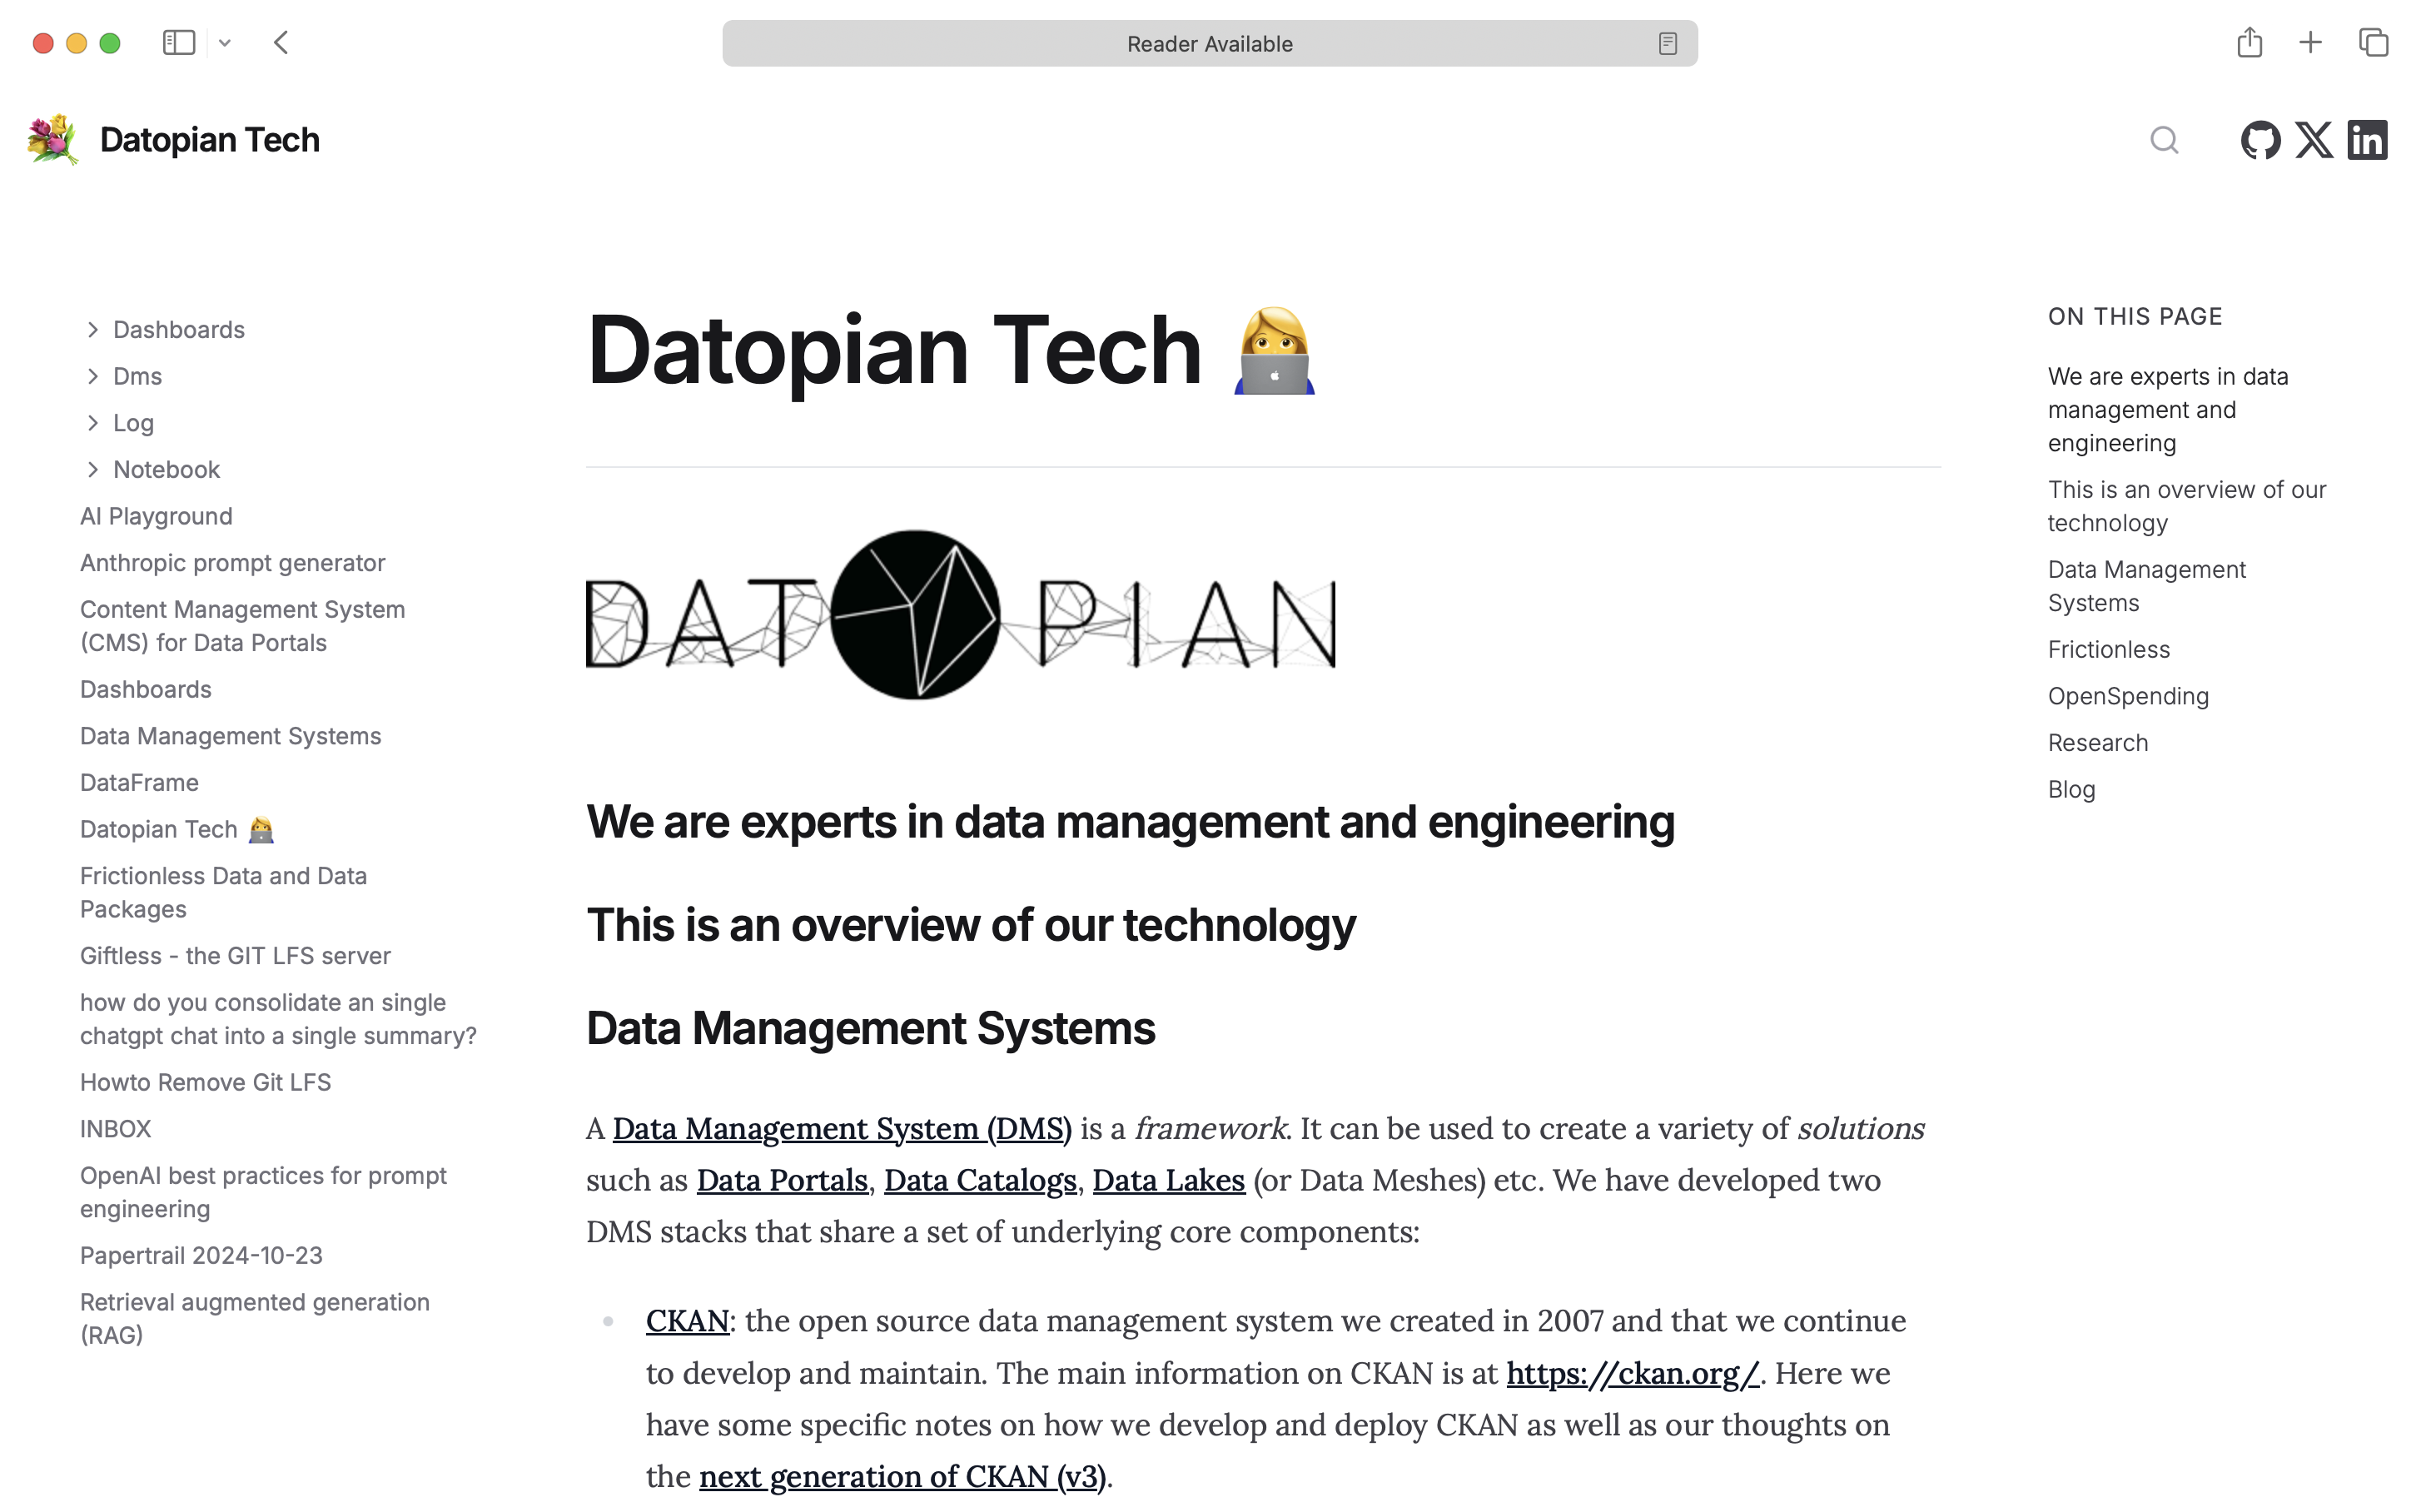 Reader Available
Datopian Tech
Dashboards
Dms
Log
Notebook
AI Playground
Anthropic prompt generator
Content Management System
(CMS) for Data Portals
Dashboards
Data Management Systems
DataFrame
Datopian Tech 👩‍💻
Frictionless Data and Data
Packages
Giftless - the GIT LFS server
how do you consolidate an single
chatgpt chat into a single summary?
Howto Remove Git LFS
INBOX
OpenAI best practices for prompt
engineering
Papertrail 2024-10-23
Retrieval augmented generation
(RAG)
Datopian Tech 👩‍💻
DATOPIAN
We are experts in data management and engineering
This is an overview of our technology
Data Management Systems
A Data Management System (DMS) is a framework. It can be used to create a variety of solutions
such as Data Portals, Data Catalogs, Data Lakes (or Data Meshes) etc. We have developed two
DMS stacks that share a set of underlying core components:
CKAN: the open source data management system we created in 2007 and that we continue
to develop and maintain. The main information on CKAN is at https://ckan.org/. Here we
have some specific notes on how we develop and deploy CKAN as well as our thoughts on
the next generation of CKAN (v3).
ON THIS PAGE
We are experts in data
management and
engineering
This is an overview of our
technology
Data Management
Systems
Frictionless
OpenSpending
Research
Blog